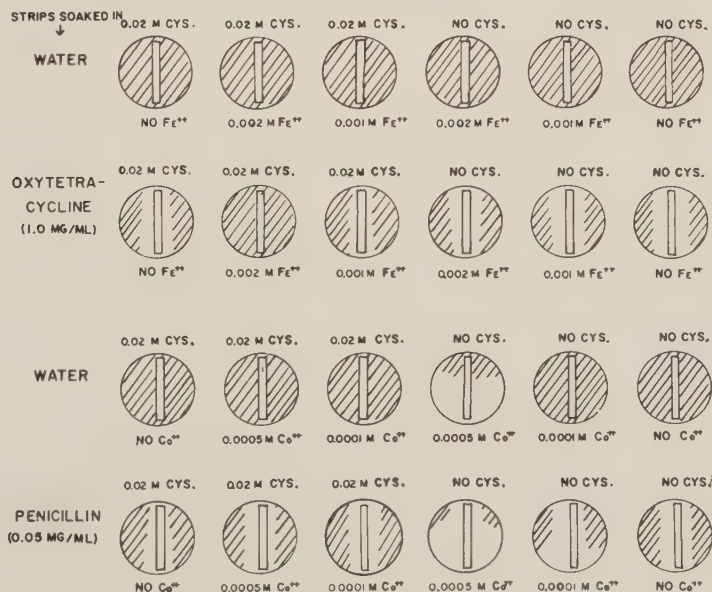 STRIPS SOAKED IN
↓
0.02 M CYS. 0.02 M CYS. 0.02 M CYS. NO CYS. NO CYS. NO CYS.
WATER
NO FE++ 0.002 M FE++ 0.001 M FE++ 0.002 M FE++ 0.001 M FE++ NO FE++
0.02 M CYS. 0.02 M CYS. 0.02 M CYS. NO CYS. NO CYS. NO CYS.
OXYTETRA-
CYCLINE
(1.0 MG/ML)
NO FE++ 0.002 M FE++ 0.001 M FE++ 0.002 M FE++ 0.001 M FE++ NO FE++
0.02 M CYS. 0.02 M CYS. 0.02 M CYS. NO CYS. NO CYS. NO CYS.
WATER
NO Co++ 0.0005 M Co++ 0.0001 M Co++ 0.0005 M Co++ 0.0001 M Co++ NO Co++
0.02 M CYS. 0.02 M CYS. 0.02 M CYS. NO CYS. NO CYS. NO CYS.
PENICILLIN
(0.05 MG/ML)
NO Co++ 0.0005 M Co++ 0.0001 M Co++ 0.0005 M Co++ 0.0001 M Co++ NO Co++